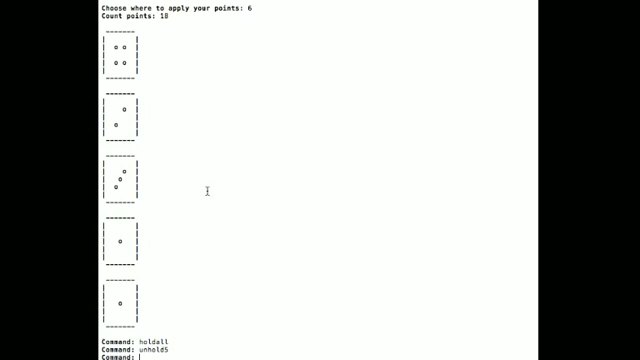 Choose where to apply your points: 6
Count points: 18
Command: holdall
Command: unhold5
Command: